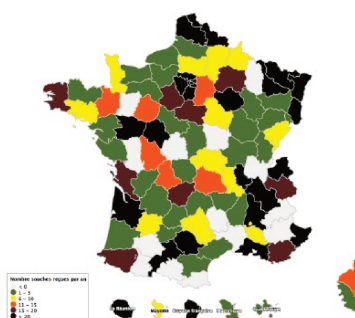 Nombre souches reçues par an
< 0
1 - 5
6 - 10
11 - 15
15 - 20
> 20
La Réunion
Mayotte
Guyane
Martinique
Guadeloupe